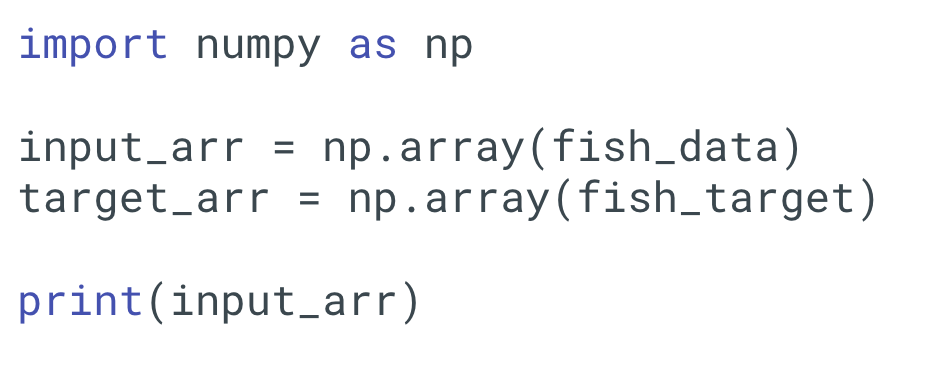 import numpy as np
input_arr = np.array(fish_data)
target_arr = np.array(fish_target)
print(input_arr)